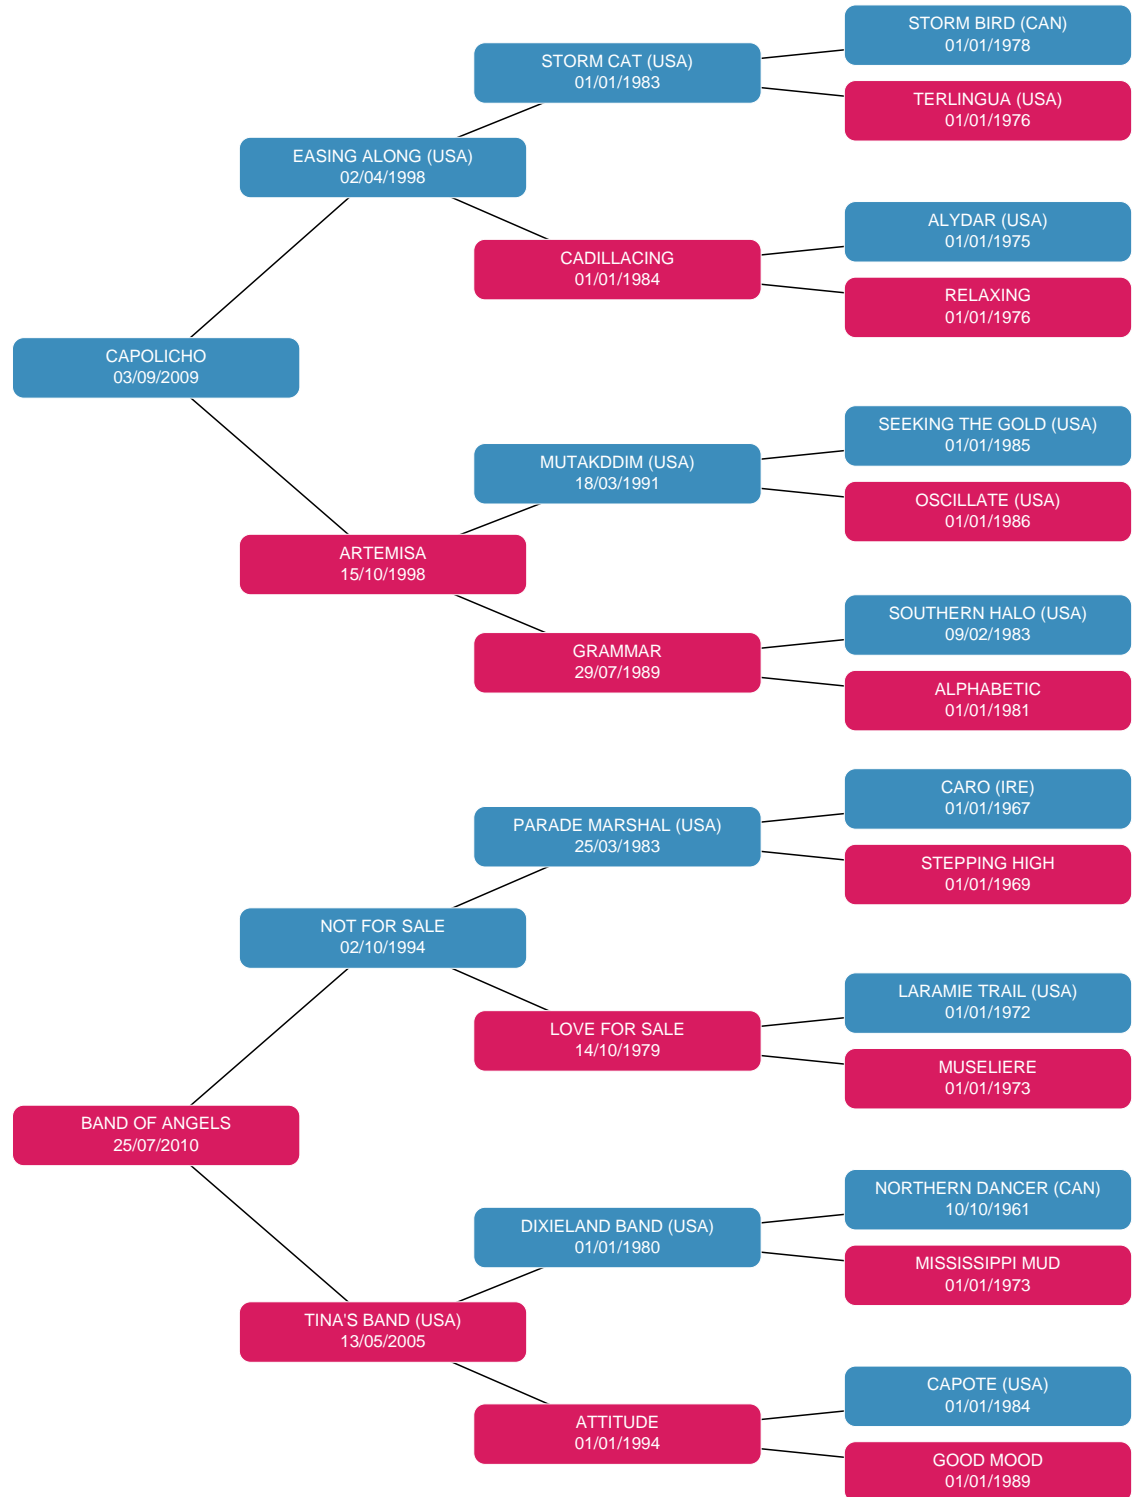 STORM BIRD (CAN)
01/01/1978
STORM CAT (USA)
01/01/1983
TERLINGUA (USA)
01/01/1976
EASING ALONG (USA)
02/04/1998
ALYDAR (USA)
01/01/1975
CADILLACING
01/01/1984
RELAXING
01/01/1976
CAPOLICHO
03/09/2009
SEEKING THE GOLD (USA)
01/01/1985
MUTAKDDIM (USA)
18/03/1991
OSCILLATE (USA)
01/01/1986
ARTEMISA
15/10/1998
SOUTHERN HALO (USA)
09/02/1983
GRAMMAR
29/07/1989
ALPHABETIC
01/01/1981
CARO (IRE)
01/01/1967
PARADE MARSHAL (USA)
25/03/1983
STEPPING HIGH
01/01/1969
NOT FOR SALE
02/10/1994
LARAMIE TRAIL (USA)
01/01/1972
LOVE FOR SALE
14/10/1979
MUSELIERE
01/01/1973
BAND OF ANGELS
25/07/2010
NORTHERN DANCER (CAN)
10/10/1961
DIXIELAND BAND (USA)
01/01/1980
MISSISSIPPI MUD
01/01/1973
TINA'S BAND (USA)
13/05/2005
CAPOTE (USA)
01/01/1984
ATTITUDE
01/01/1994
GOOD MOOD
01/01/1989